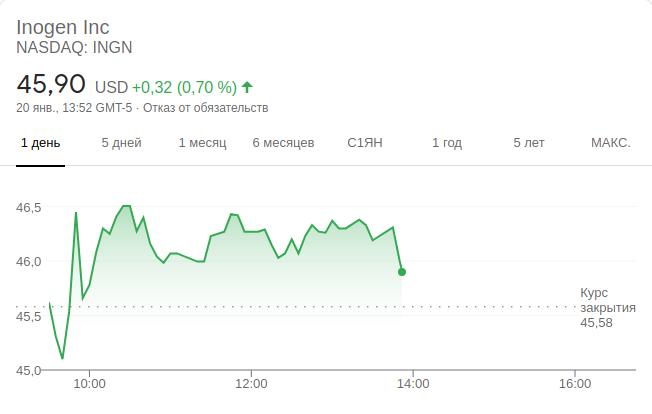 Inogen Inc
NASDAQ: INGN
45,90 USD +0,32 (0,70 %)
20 янв., 13:52 GMT-5 · Отказ от обязательств
1 день 5 дней 1 месяц 6 месяцев С1ЯН 1 год 5 лет МАКС.
46,5
46,0
45,5
45,0
Курс
закрытия
45,58
10:00 12:00 14:00 16:00